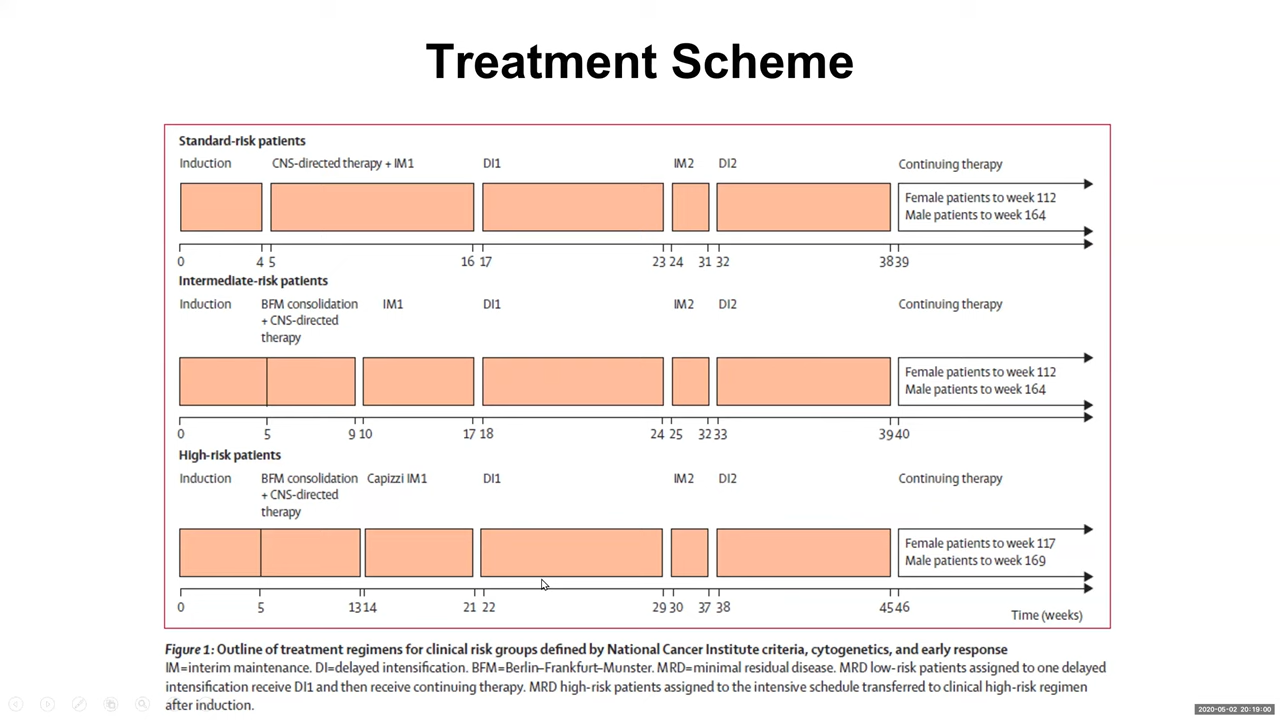 Treatment Scheme
Standard-risk patients
Induction CNS-directed therapy + IM1 DI1 IM2 DI2 Continuing therapy
Female patients to week 112
Male patients to week 164
0 4 5 16 17 23 24 31 32 38 39
Intermediate-risk patients
Induction BFM consolidation IM1 DI1 IM2 DI2 Continuing therapy
+ CNS-directed
therapy
Female patients to week 112
Male patients to week 164
0 5 9 10 17 18 24 25 32 33 39 40
High-risk patients
Induction BFM consolidation Capizzi IM1 DI1 IM2 DI2 Continuing therapy
+ CNS-directed
therapy
Female patients to week 117
Male patients to week 169
0 5 13 14 21 22 29 30 37 38 45 46
Time (weeks)
Figure 1: Outline of treatment regimens for clinical risk groups defined by National Cancer Institute criteria, cytogenetics, and early response
IM=interim maintenance. DI=delayed intensification. BFM=Berlin–Frankfurt–Munster. MRD=minimal residual disease. MRD low-risk patients assigned to one delayed
intensification receive DI1 and then receive continuing therapy. MRD high-risk patients assigned to the intensive schedule transferred to clinical high-risk regimen
after induction.
2020-05-02 20:19:00